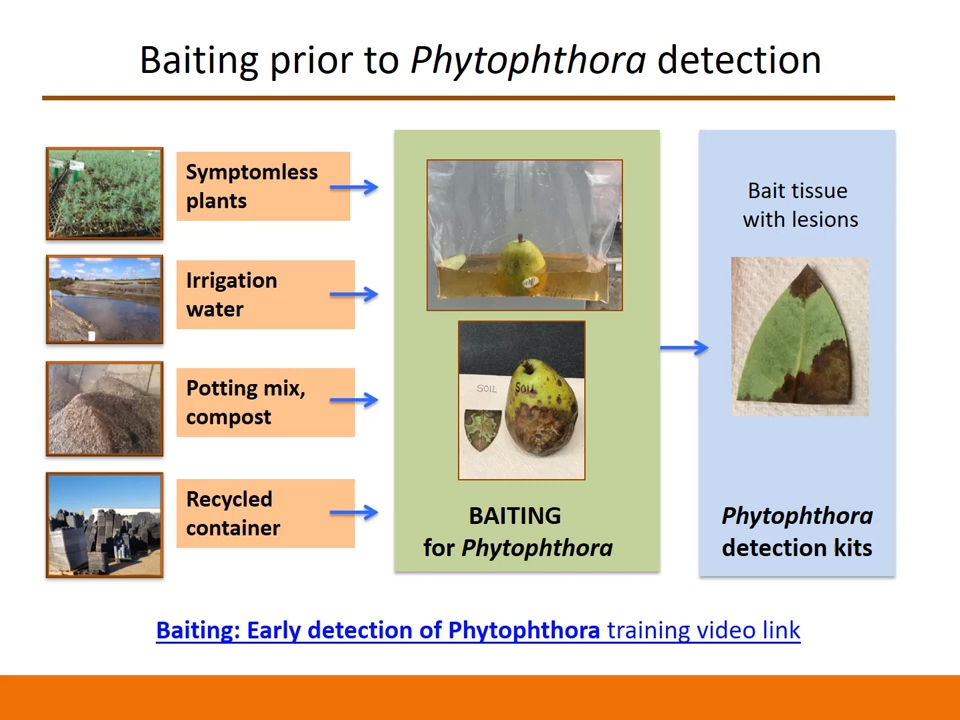 Baiting prior to Phytophthora detection
Symptomless
plants
Irrigation
water
Potting mix,
compost
Recycled
container
SOIL
SOIL
BAITING
for Phytophthora
Bait tissue
with lesions
Phytophthora
detection kits
Baiting: Early detection of Phytophthora training video link